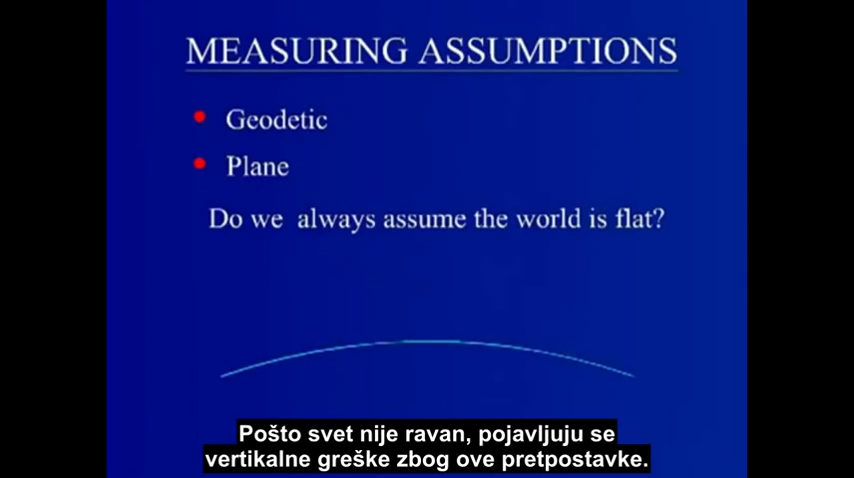 MEASURING ASSUMPTIONS
Geodetic
Plane
Do we always assume the world is flat?
Pošto svet nije ravan, pojavljuju se
vertikalne greške zbog ove pretpostavke.